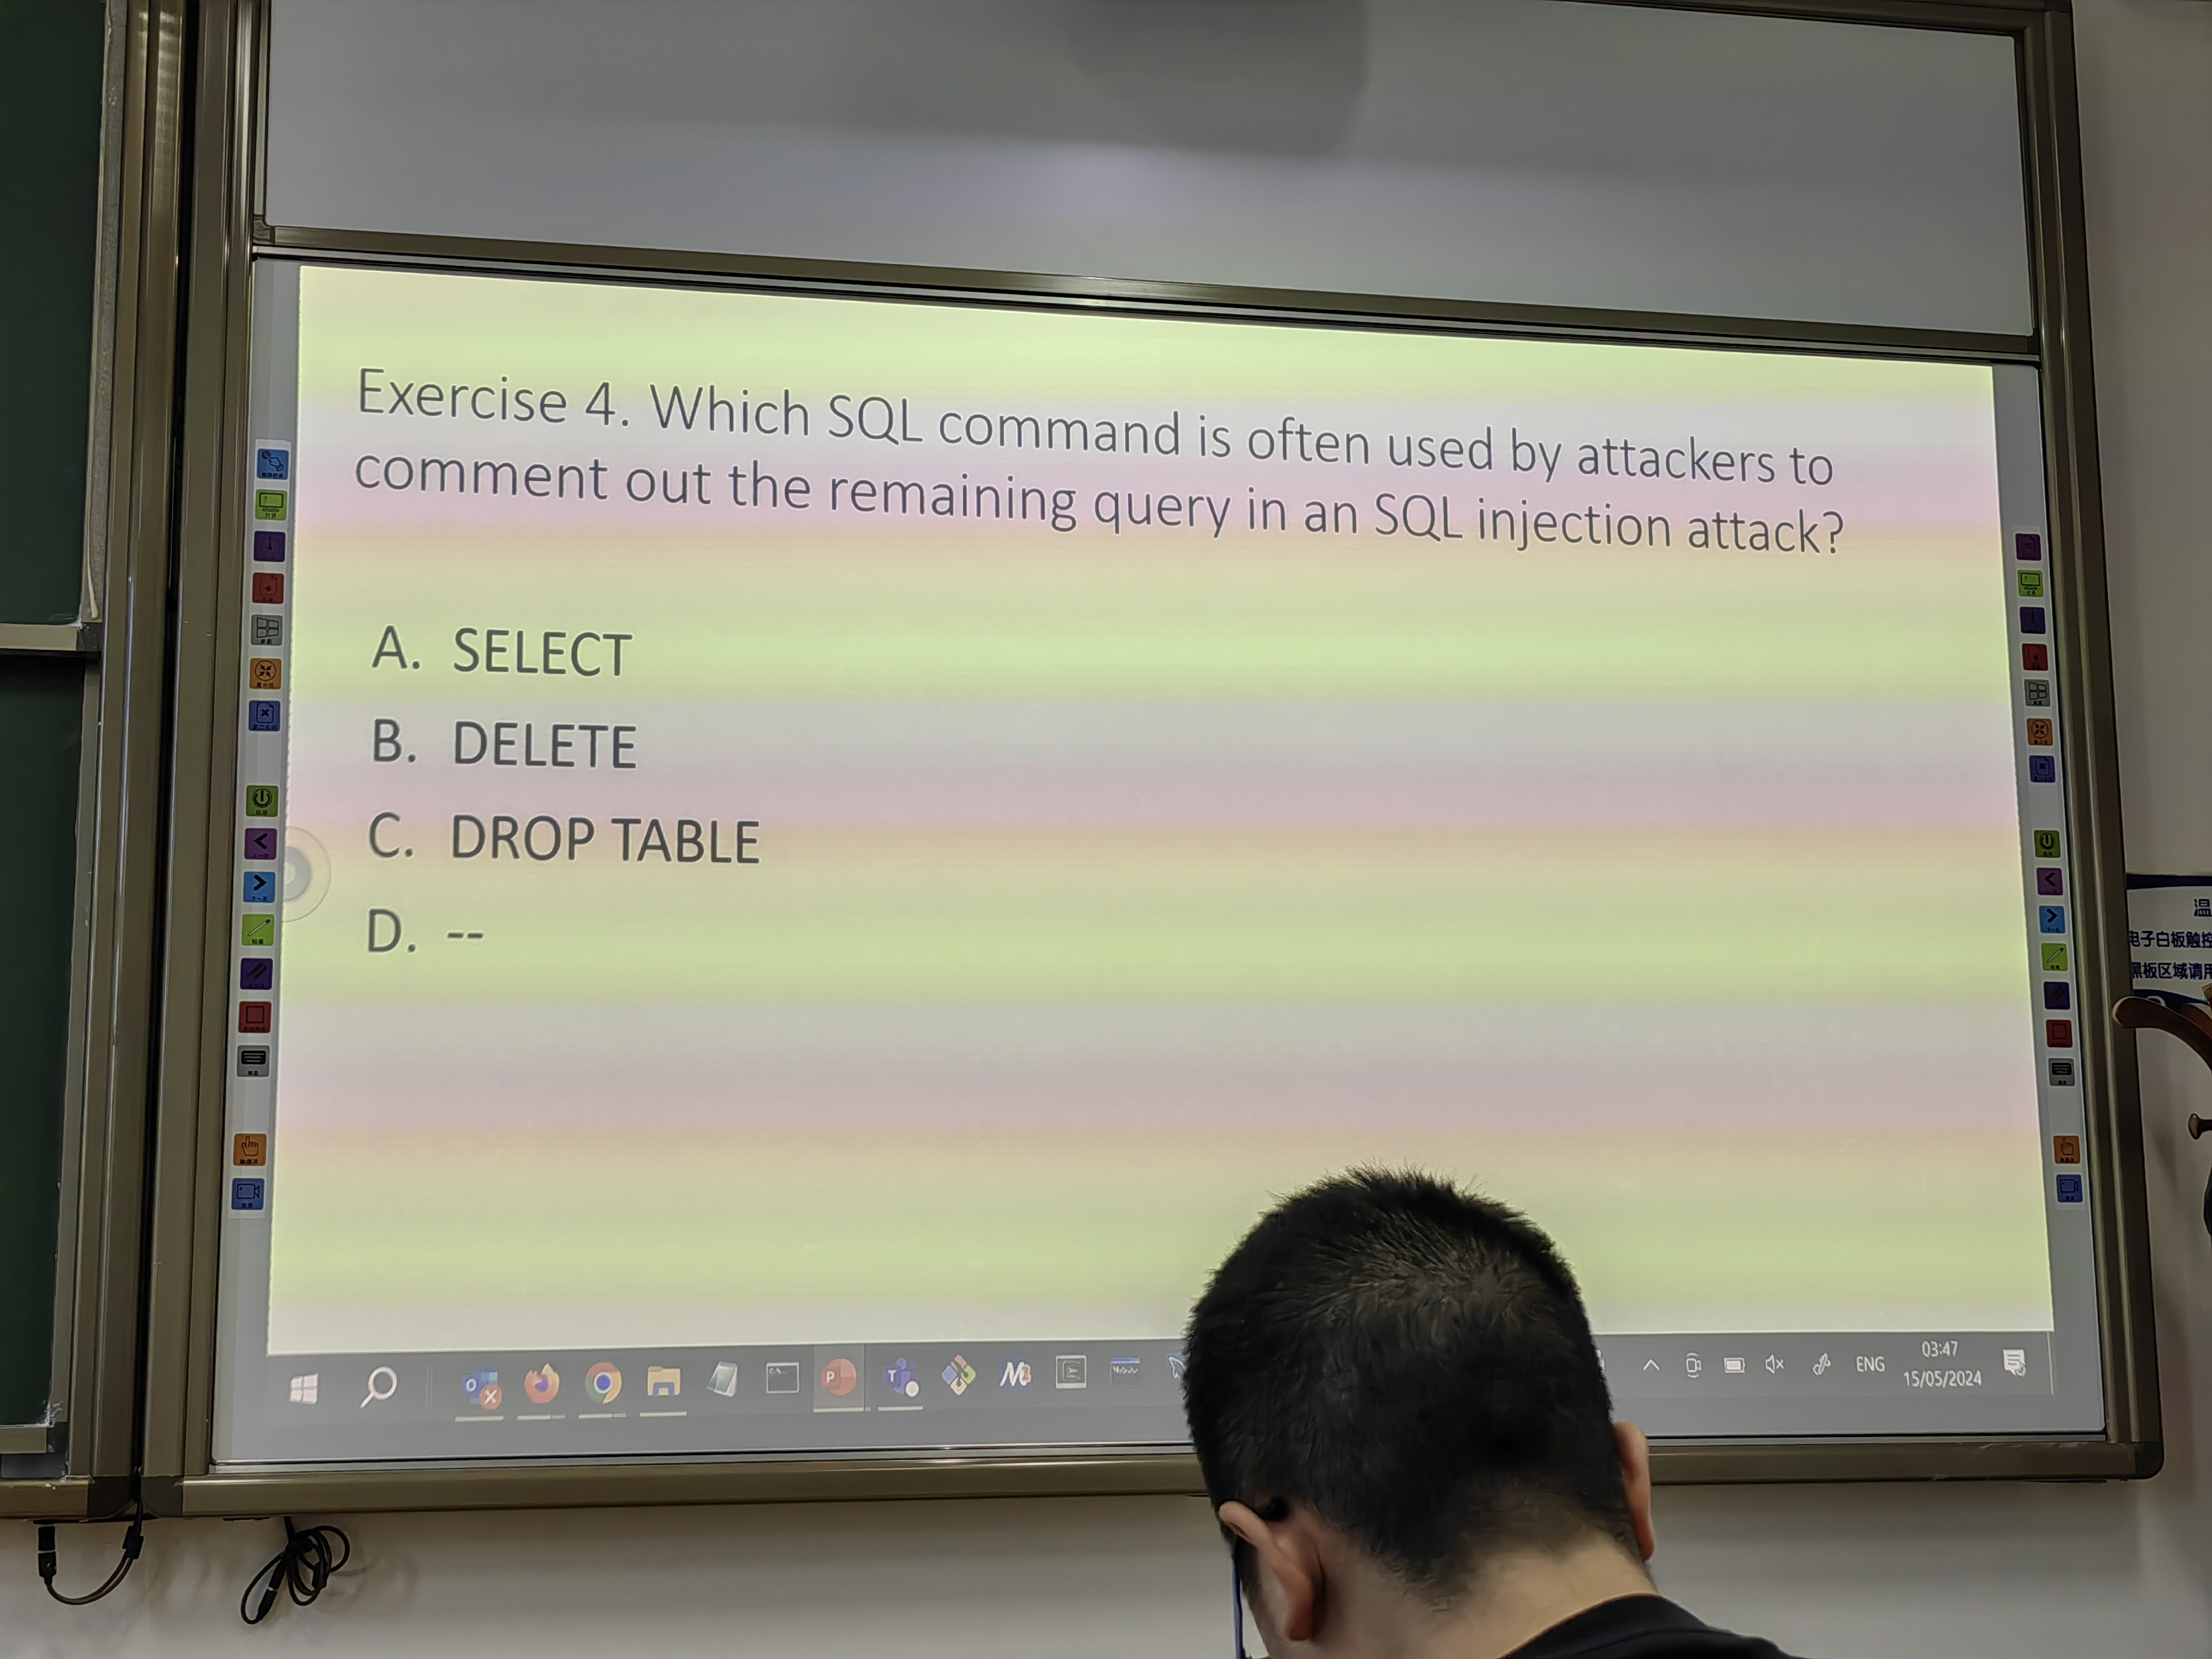 Exercise 4. Which SQL command is often used by attackers to
comment out the remaining query in an SQL injection attack?
A. SELECT
B. DELETE
C. DROP TABLE
D. --
ENG
03:47
15/05/2024
温
电子白板触控
黑板区域请用